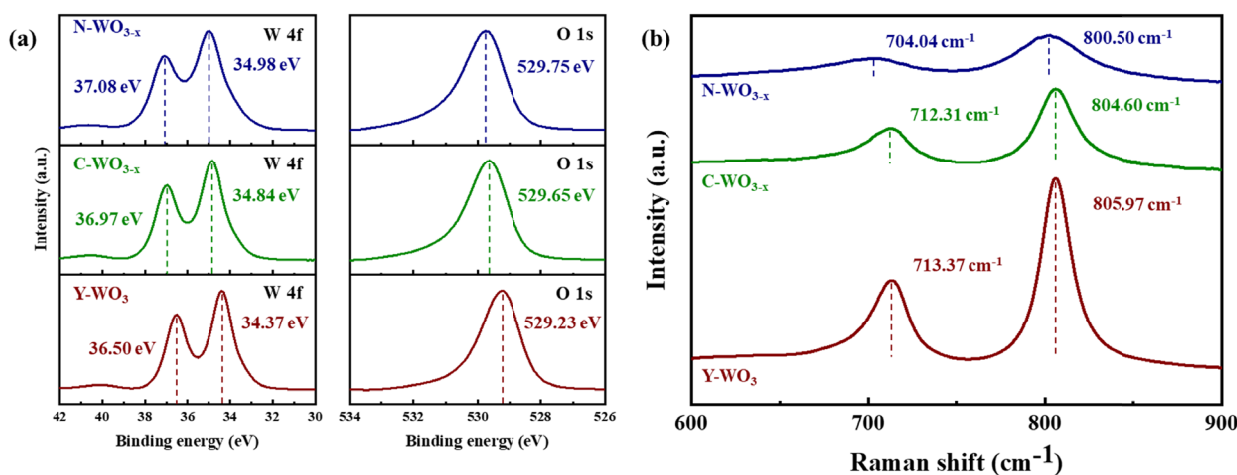 (a)
N-WO3-x
W 4f
37.08 eV
34.98 eV
O 1s
529.75 eV
C-WO3-x
W 4f
36.97 eV
34.84 eV
O 1s
529.65 eV
Y-WO3
W 4f
36.50 eV
34.37 eV
O 1s
529.23 eV
Intensity (a.u.)
42 40 38 36 34 32 30
Binding energy (eV)
534 532 530 528 526
Binding energy (eV)
(b)
704.04 cm-1
800.50 cm-1
N-WO3-x
712.31 cm-1
804.60 cm-1
C-WO3-x
805.97 cm-1
713.37 cm-1
Y-WO3
Intensity (a.u.)
600 700 800 900
Raman shift (cm-1)